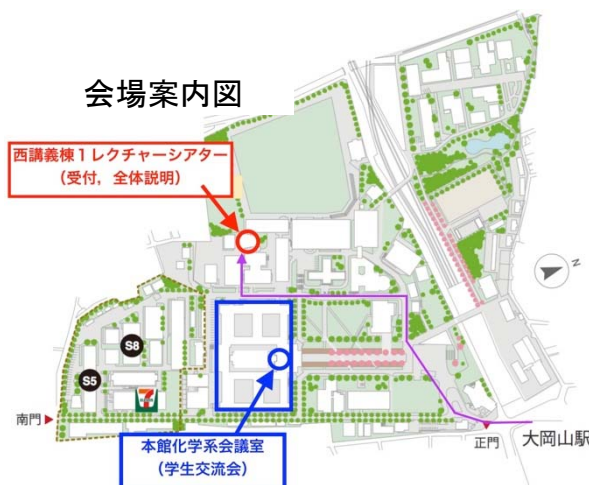 会場案内図
西講義棟1レクチャーシアター
（受付，全体説明）
N
S8
S5
7
南門
本館化学系会議室
（学生交流会）
正門
大岡山駅